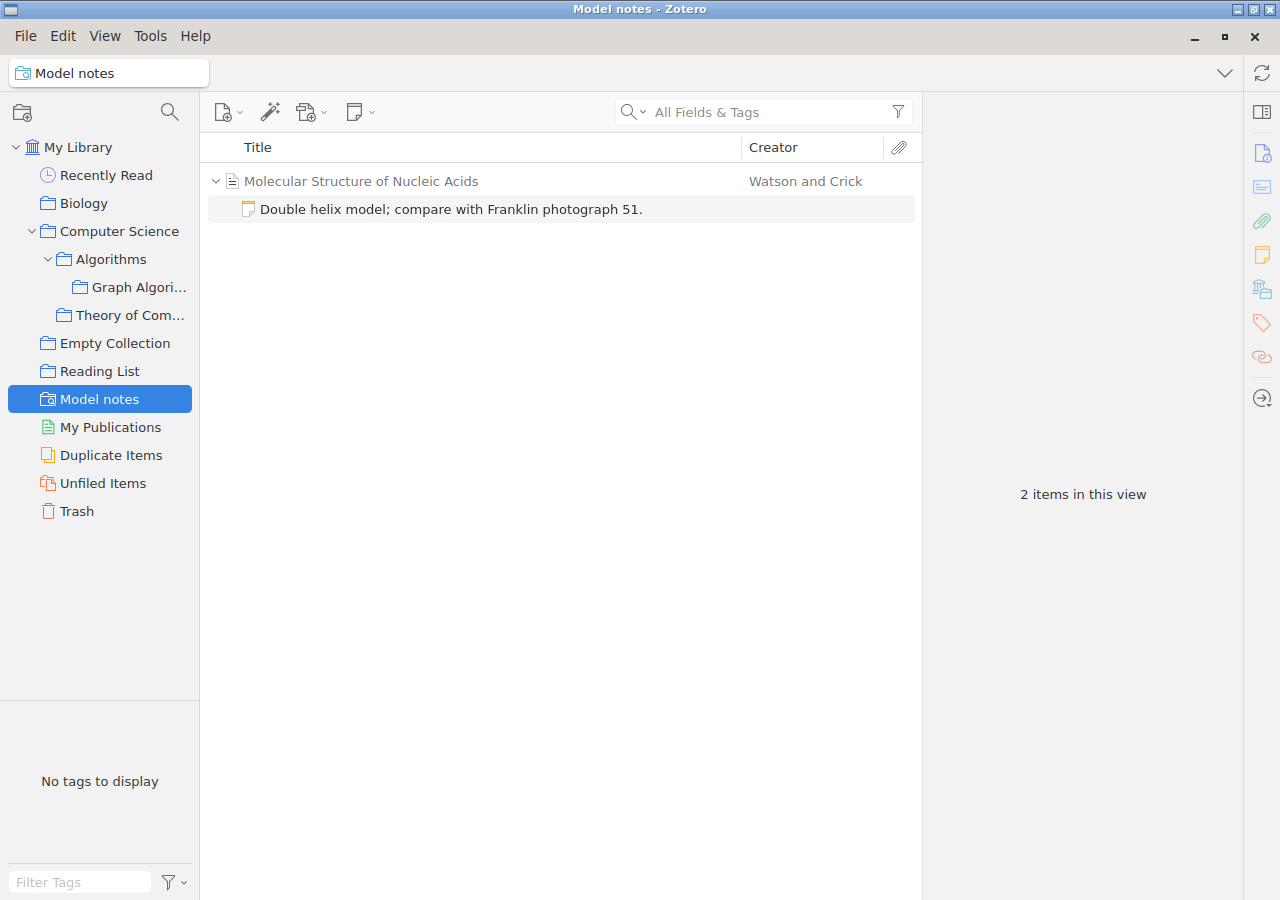 Model notes - Zotero
File Edit View Tools Help
Model notes
All Fields & Tags
My Library
Recently Read
Biology
Computer Science
Algorithms
Graph Algori...
Theory of Com...
Empty Collection
Reading List
Model notes
My Publications
Duplicate Items
Unfiled Items
Trash
Title Creator
Molecular Structure of Nucleic Acids Watson and Crick
Double helix model; compare with Franklin photograph 51.
2 items in this view
No tags to display
Filter Tags